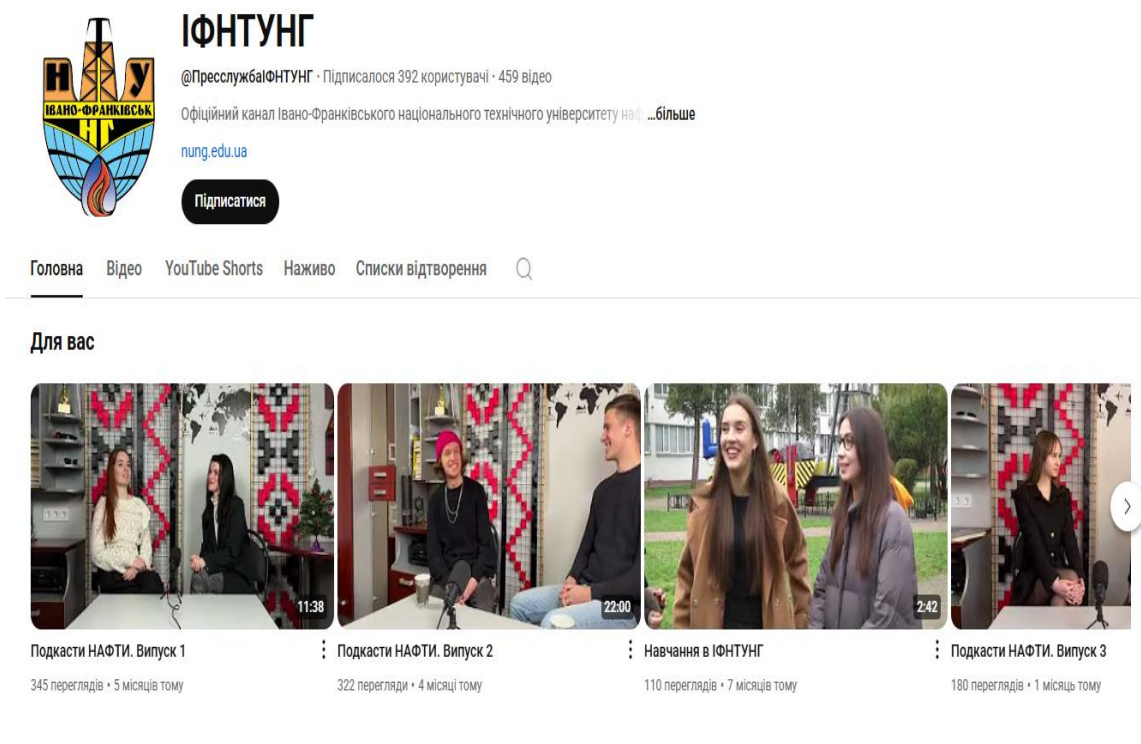 ІФНТУНГ
Н У
ІВАНО-ФРАНКІВСЬК
НГ
@ПресслужбаІФНТУНГ · Підписалося 392 користувачі · 459 відео
Офіційний канал Івано-Франківського національного технічного університету наф ...більше
nung.edu.ua
Підписатися
Головна Відео YouTube Shorts Наживо Списки відтворення
Для вас
11:38 22:00 2:42
Подкасти НАФТИ. Випуск 1 Подкасти НАФТИ. Випуск 2 Навчання в ІФНТУНГ Подкасти НАФТИ. Випуск 3
345 переглядів • 5 місяців тому 322 перегляди • 4 місяці тому 110 переглядів • 7 місяців тому 180 переглядів • 1 місяць тому